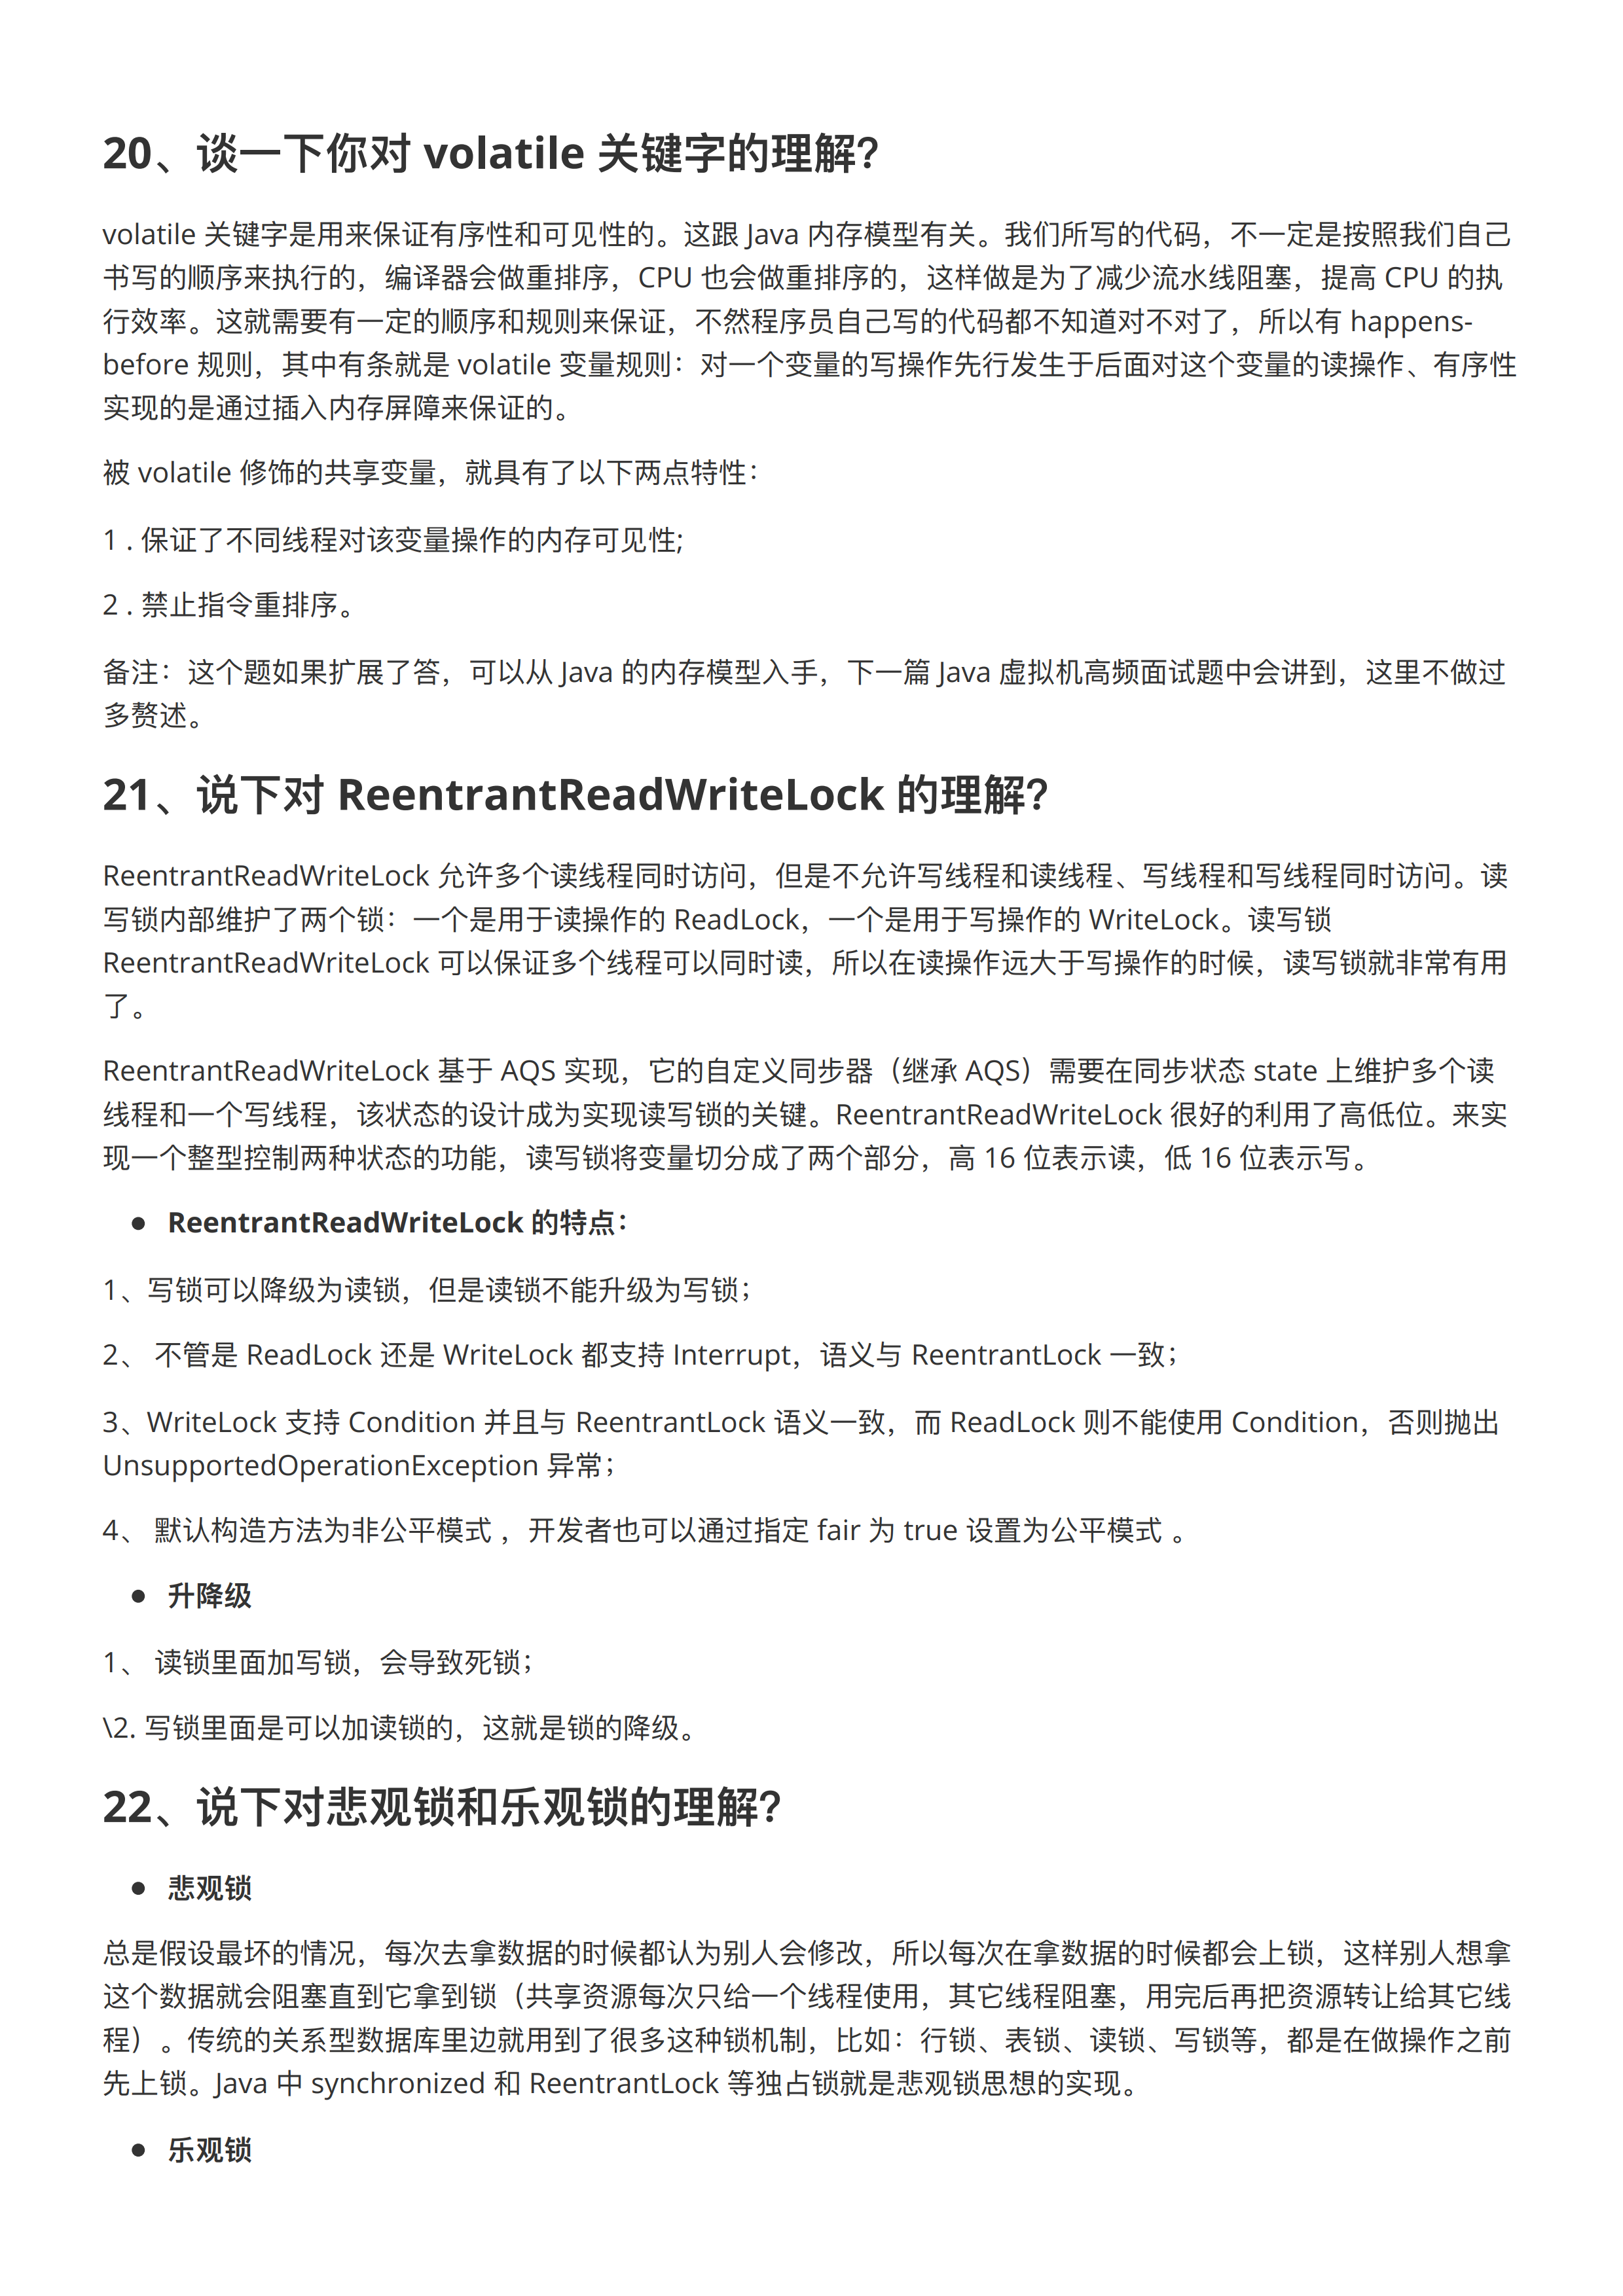 20、谈一下你对 volatile 关键字的理解?
volatile 关键字是用来保证有序性和可见性的。这跟 Java 内存模型有关。我们所写的代码，不一定是按照我们自己
书写的顺序来执行的，编译器会做重排序，CPU 也会做重排序的，这样做是为了减少流水线阻塞，提高 CPU 的执
行效率。这就需要有一定的顺序和规则来保证，不然程序员自己写的代码都不知道对不对了，所以有 happens-
before 规则，其中有条就是 volatile 变量规则：对一个变量的写操作先行发生于后面对这个变量的读操作、有序性
实现的是通过插入内存屏障来保证的。
被 volatile 修饰的共享变量，就具有了以下两点特性：
1 . 保证了不同线程对该变量操作的内存可见性;
2 . 禁止指令重排序。
备注：这个题如果扩展了答，可以从 Java 的内存模型入手，下一篇 Java 虚拟机高频面试题中会讲到，这里不做过
多赘述。
21、说下对 ReentrantReadWriteLock 的理解?
ReentrantReadWriteLock 允许多个读线程同时访问，但是不允许写线程和读线程、写线程和写线程同时访问。读
写锁内部维护了两个锁：一个是用于读操作的 ReadLock，一个是用于写操作的 WriteLock。读写锁
ReentrantReadWriteLock 可以保证多个线程可以同时读，所以在读操作远大于写操作的时候，读写锁就非常有用
了。
ReentrantReadWriteLock 基于 AQS 实现，它的自定义同步器（继承 AQS）需要在同步状态 state 上维护多个读
线程和一个写线程，该状态的设计成为实现读写锁的关键。ReentrantReadWriteLock 很好的利用了高低位。来实
现一个整型控制两种状态的功能，读写锁将变量切分成了两个部分，高 16 位表示读，低 16 位表示写。
● ReentrantReadWriteLock 的特点：
1、写锁可以降级为读锁，但是读锁不能升级为写锁；
2、 不管是 ReadLock 还是 WriteLock 都支持 Interrupt，语义与 ReentrantLock 一致；
3、WriteLock 支持 Condition 并且与 ReentrantLock 语义一致，而 ReadLock 则不能使用 Condition，否则抛出
UnsupportedOperationException 异常；
4、 默认构造方法为非公平模式 ，开发者也可以通过指定 fair 为 true 设置为公平模式 。
● 升降级
1、 读锁里面加写锁，会导致死锁；
\2. 写锁里面是可以加读锁的，这就是锁的降级。
22、说下对悲观锁和乐观锁的理解?
● 悲观锁
总是假设最坏的情况，每次去拿数据的时候都认为别人会修改，所以每次在拿数据的时候都会上锁，这样别人想拿
这个数据就会阻塞直到它拿到锁（共享资源每次只给一个线程使用，其它线程阻塞，用完后再把资源转让给其它线
程）。传统的关系型数据库里边就用到了很多这种锁机制，比如：行锁、表锁、读锁、写锁等，都是在做操作之前
先上锁。Java 中 synchronized 和 ReentrantLock 等独占锁就是悲观锁思想的实现。
● 乐观锁